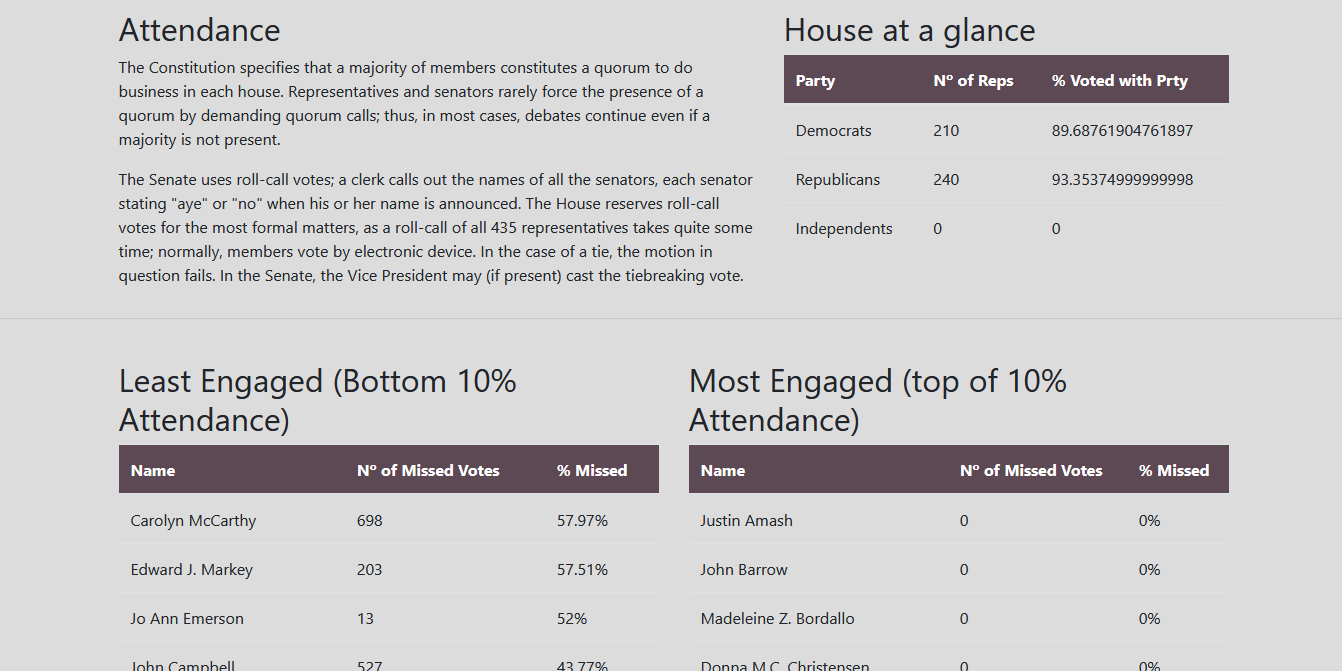 Attendance
The Constitution specifies that a majority of members constitutes a quorum to do
business in each house. Representatives and senators rarely force the presence of a
quorum by demanding quorum calls; thus, in most cases, debates continue even if a
majority is not present.
The Senate uses roll-call votes; a clerk calls out the names of all the senators, each senator
stating "aye" or "no" when his or her name is announced. The House reserves roll-call
votes for the most formal matters, as a roll-call of all 435 representatives takes quite some
time; normally, members vote by electronic device. In the case of a tie, the motion in
question fails. In the Senate, the Vice President may (if present) cast the tiebreaking vote.
House at a glance
Party Nº of Reps % Voted with Prty
Democrats 210 89.68761904761897
Republicans 240 93.35374999999998
Independents 0 0
Least Engaged (Bottom 10%
Attendance)
Name Nº of Missed Votes % Missed
Carolyn McCarthy 698 57.97%
Edward J. Markey 203 57.51%
Jo Ann Emerson 13 52%
John Campbell 527 43.77%
Most Engaged (top of 10%
Attendance)
Name Nº of Missed Votes % Missed
Justin Amash 0 0%
John Barrow 0 0%
Madeleine Z. Bordallo 0 0%
Donna M.C. Christensen 0 0%